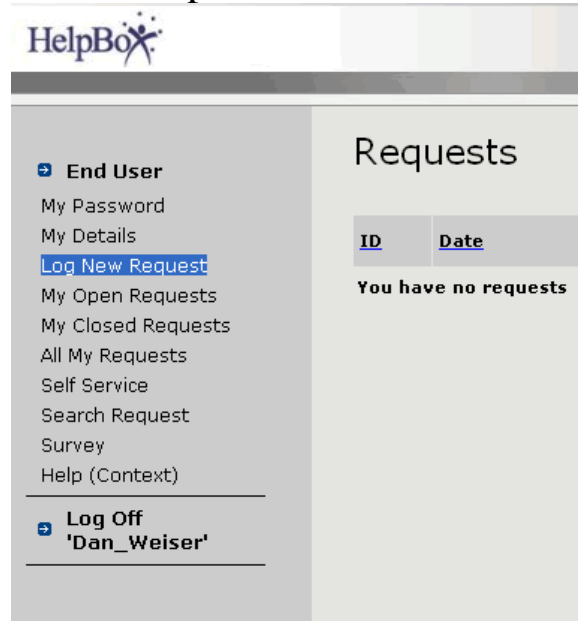 HelpBox
End User
My Password
My Details
Log New Request
My Open Requests
My Closed Requests
All My Requests
Self Service
Search Request
Survey
Help (Context)
Log Off
'Dan_Weiser'
Requests
ID Date
You have no requests